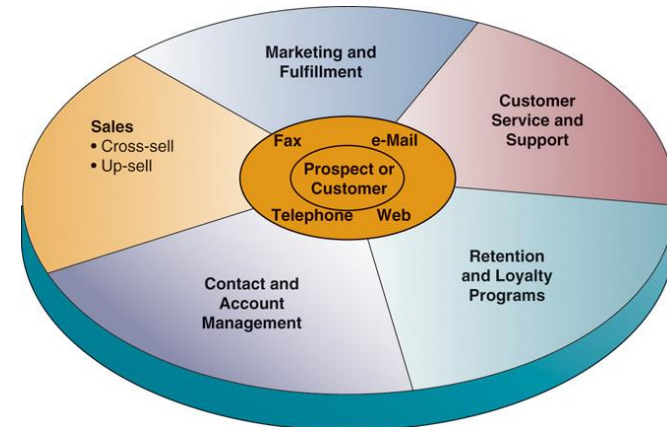 Marketing and
Fulfillment
Customer
Service and
Support
Sales
• Cross-sell
• Up-sell
Fax e-Mail
Prospect or
Customer
Telephone Web
Retention
and Loyalty
Programs
Contact and
Account
Management